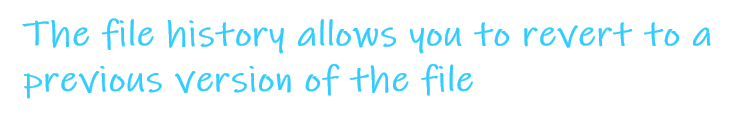 The file history allows you to revert to a
previous version of the file